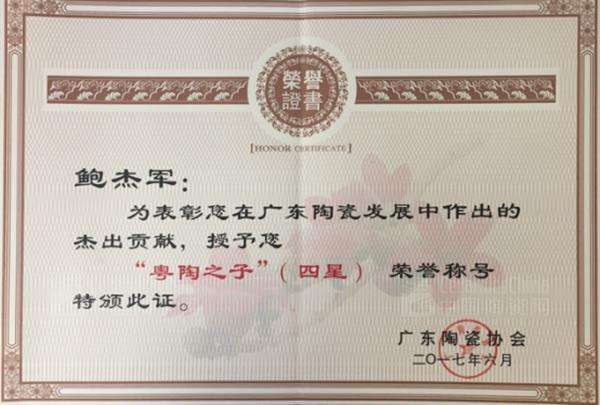 榮譽
證書
[HONOR CERTIFICATE]
鲍杰军：
为表彰您在广东陶瓷发展中作出的
杰出贡献，授予您
“粤陶之子”（四星） 荣誉称号
特颁此证。
广东陶瓷协会
二〇一七年六月